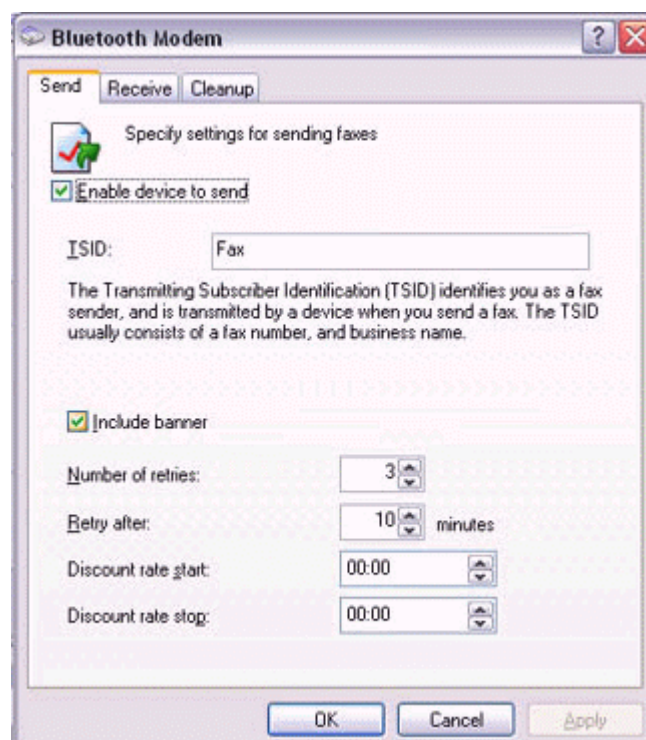 Bluetooth Modem
Send Receive Cleanup
Specify settings for sending faxes
Enable device to send
TSID: Fax
The Transmitting Subscriber Identification (TSID) identifies you as a fax
sender, and is transmitted by a device when you send a fax. The TSID
usually consists of a fax number, and business name.
Include banner
Number of retries: 3
Retry after: 10 minutes
Discount rate start: 00:00
Discount rate stop: 00:00
OK Cancel Apply